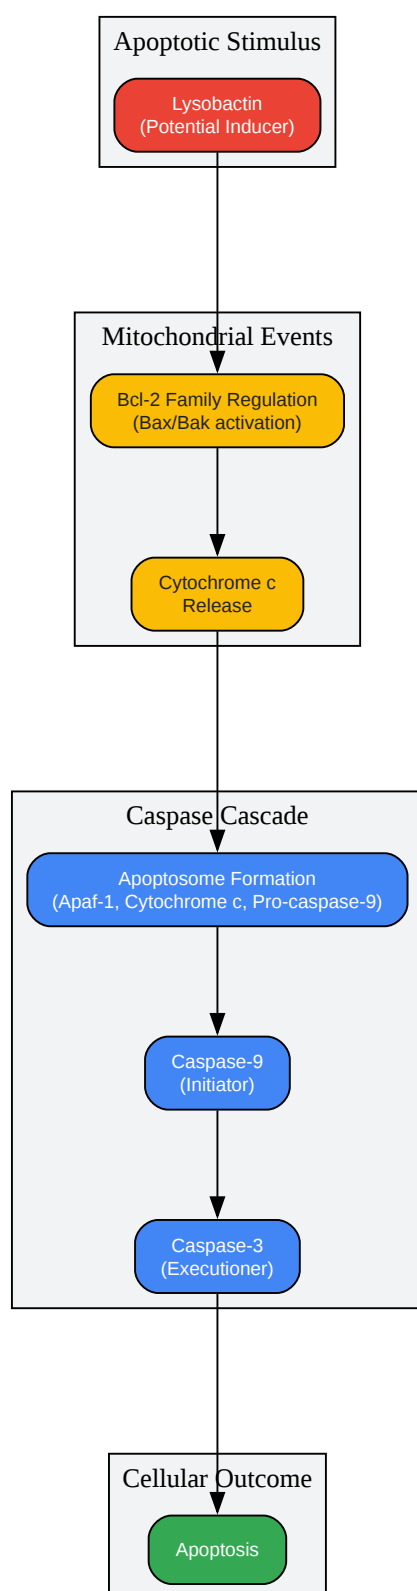 Apoptotic Stimulus
Lysobactin
(Potential Inducer)
Mitochondrial Events
Bcl-2 Family Regulation
(Bax/Bak activation)
Cytochrome c
Release
Caspase Cascade
Apoptosome Formation
(Apaf-1, Cytochrome c, Pro-caspase-9)
Caspase-9
(Initiator)
Caspase-3
(Executioner)
Cellular Outcome
Apoptosis